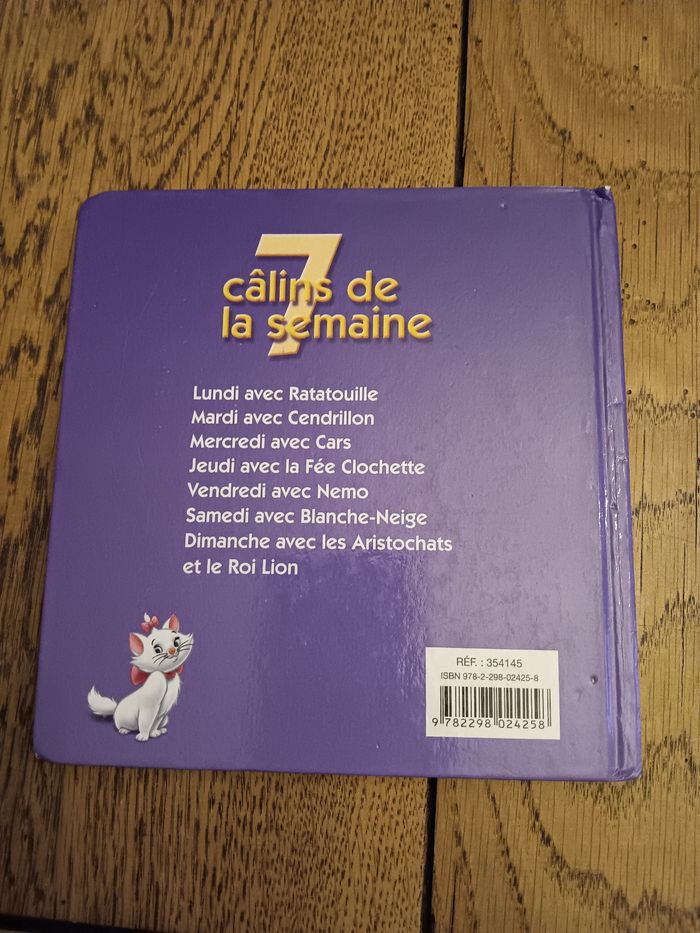 7
câlins de
la semaine
Lundi avec Ratatouille
Mardi avec Cendrillon
Mercredi avec Cars
Jeudi avec la Fée Clochette
Vendredi avec Nemo
Samedi avec Blanche-Neige
Dimanche avec les Aristochats
et le Roi Lion
RÉF. : 354145
ISBN 978-2-298-02425-8
9 782298 024258